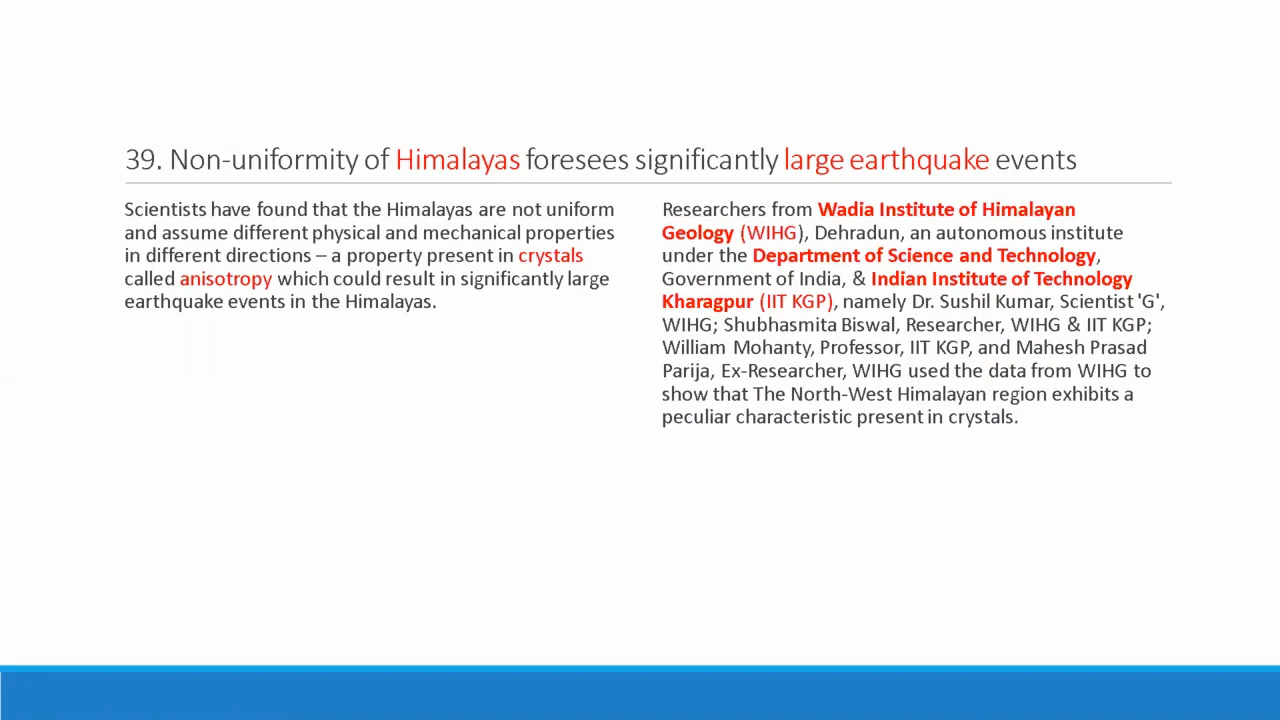 39. Non-uniformity of Himalayas foresees significantly large earthquake events
Scientists have found that the Himalayas are not uniform
and assume different physical and mechanical properties
in different directions – a property present in crystals
called anisotropy which could result in significantly large
earthquake events in the Himalayas.
Researchers from Wadia Institute of Himalayan
Geology (WIHG), Dehradun, an autonomous institute
under the Department of Science and Technology,
Government of India, & Indian Institute of Technology
Kharagpur (IIT KGP), namely Dr. Sushil Kumar, Scientist 'G',
WIHG; Shubhasmita Biswal, Researcher, WIHG & IIT KGP;
William Mohanty, Professor, IIT KGP, and Mahesh Prasad
Parija, Ex-Researcher, WIHG used the data from WIHG to
show that The North-West Himalayan region exhibits a
peculiar characteristic present in crystals.